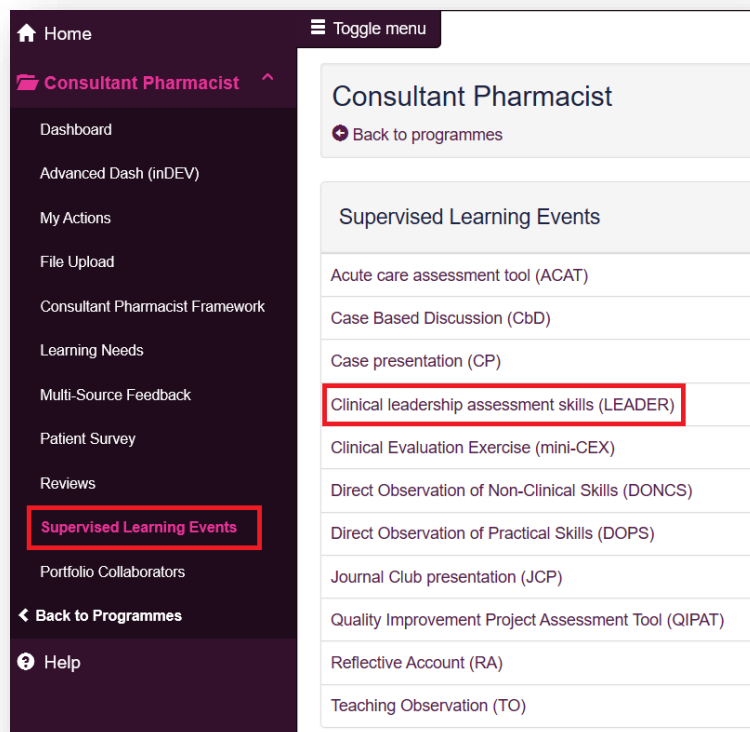 Home
Consultant Pharmacist
Dashboard
Advanced Dash (inDEV)
My Actions
File Upload
Consultant Pharmacist Framework
Learning Needs
Multi-Source Feedback
Patient Survey
Reviews
Supervised Learning Events
Portfolio Collaborators
Back to Programmes
Help
Toggle menu
Consultant Pharmacist
Back to programmes
Supervised Learning Events
Acute care assessment tool (ACAT)
Case Based Discussion (CbD)
Case presentation (CP)
Clinical leadership assessment skills (LEADER)
Clinical Evaluation Exercise (mini-CEX)
Direct Observation of Non-Clinical Skills (DONCS)
Direct Observation of Practical Skills (DOPS)
Journal Club presentation (JCP)
Quality Improvement Project Assessment Tool (QIPAT)
Reflective Account (RA)
Teaching Observation (TO)